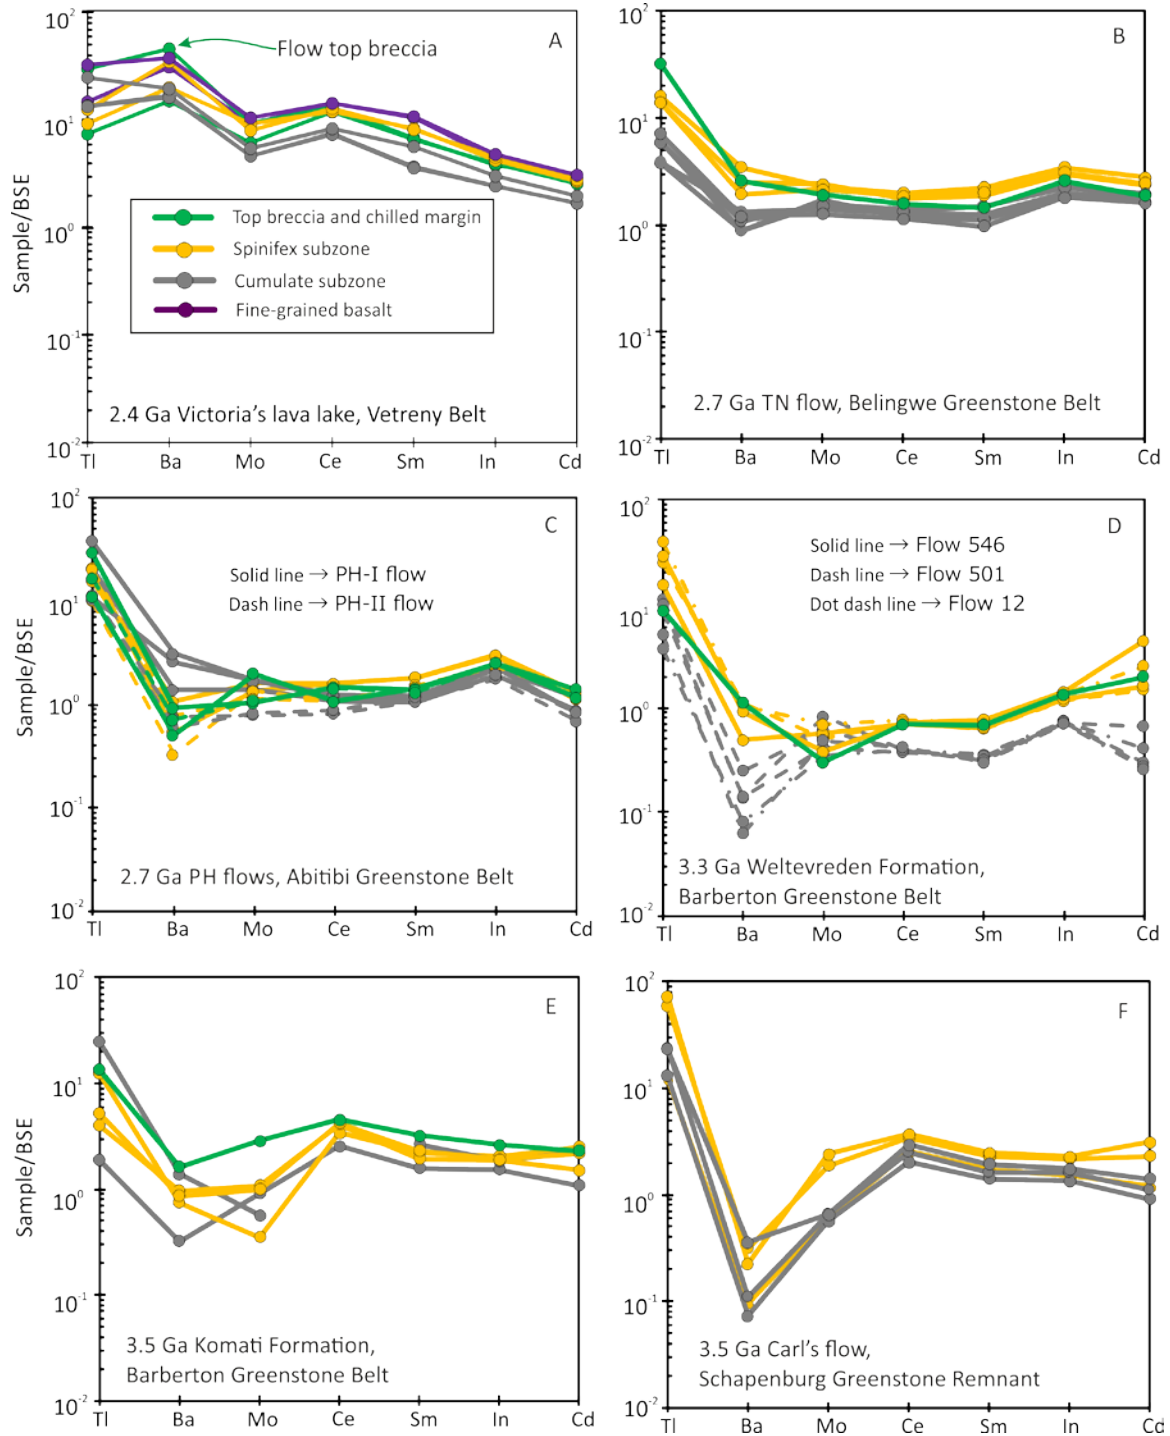 A
10²
Flow top breccia
10¹
Top breccia and chilled margin
Spinifex subzone
Cumulate subzone
Fine-grained basalt
10⁰
10⁻¹
10⁻²
Sample/BSE
2.4 Ga Victoria's lava lake, Vetreny Belt
Tl Ba Mo Ce Sm In Cd
B
10²
10¹
10⁰
10⁻¹
10⁻²
2.7 Ga TN flow, Belingwe Greenstone Belt
Tl Ba Mo Ce Sm In Cd
C
10²
Solid line → PH-I flow
Dash line → PH-II flow
10¹
10⁰
10⁻¹
10⁻²
Sample/BSE
2.7 Ga PH flows, Abitibi Greenstone Belt
Tl Ba Mo Ce Sm In Cd
D
10²
Solid line → Flow 546
Dash line → Flow 501
Dot dash line → Flow 12
10¹
10⁰
10⁻¹
10⁻²
3.3 Ga Weltevreden Formation,
Barberton Greenstone Belt
Tl Ba Mo Ce Sm In Cd
E
10²
10¹
10⁰
10⁻¹
10⁻²
Sample/BSE
3.5 Ga Komati Formation,
Barberton Greenstone Belt
Tl Ba Mo Ce Sm In Cd
F
10²
10¹
10⁰
10⁻¹
10⁻²
3.5 Ga Carl's flow,
Schapenburg Greenstone Remnant
Tl Ba Mo Ce Sm In Cd